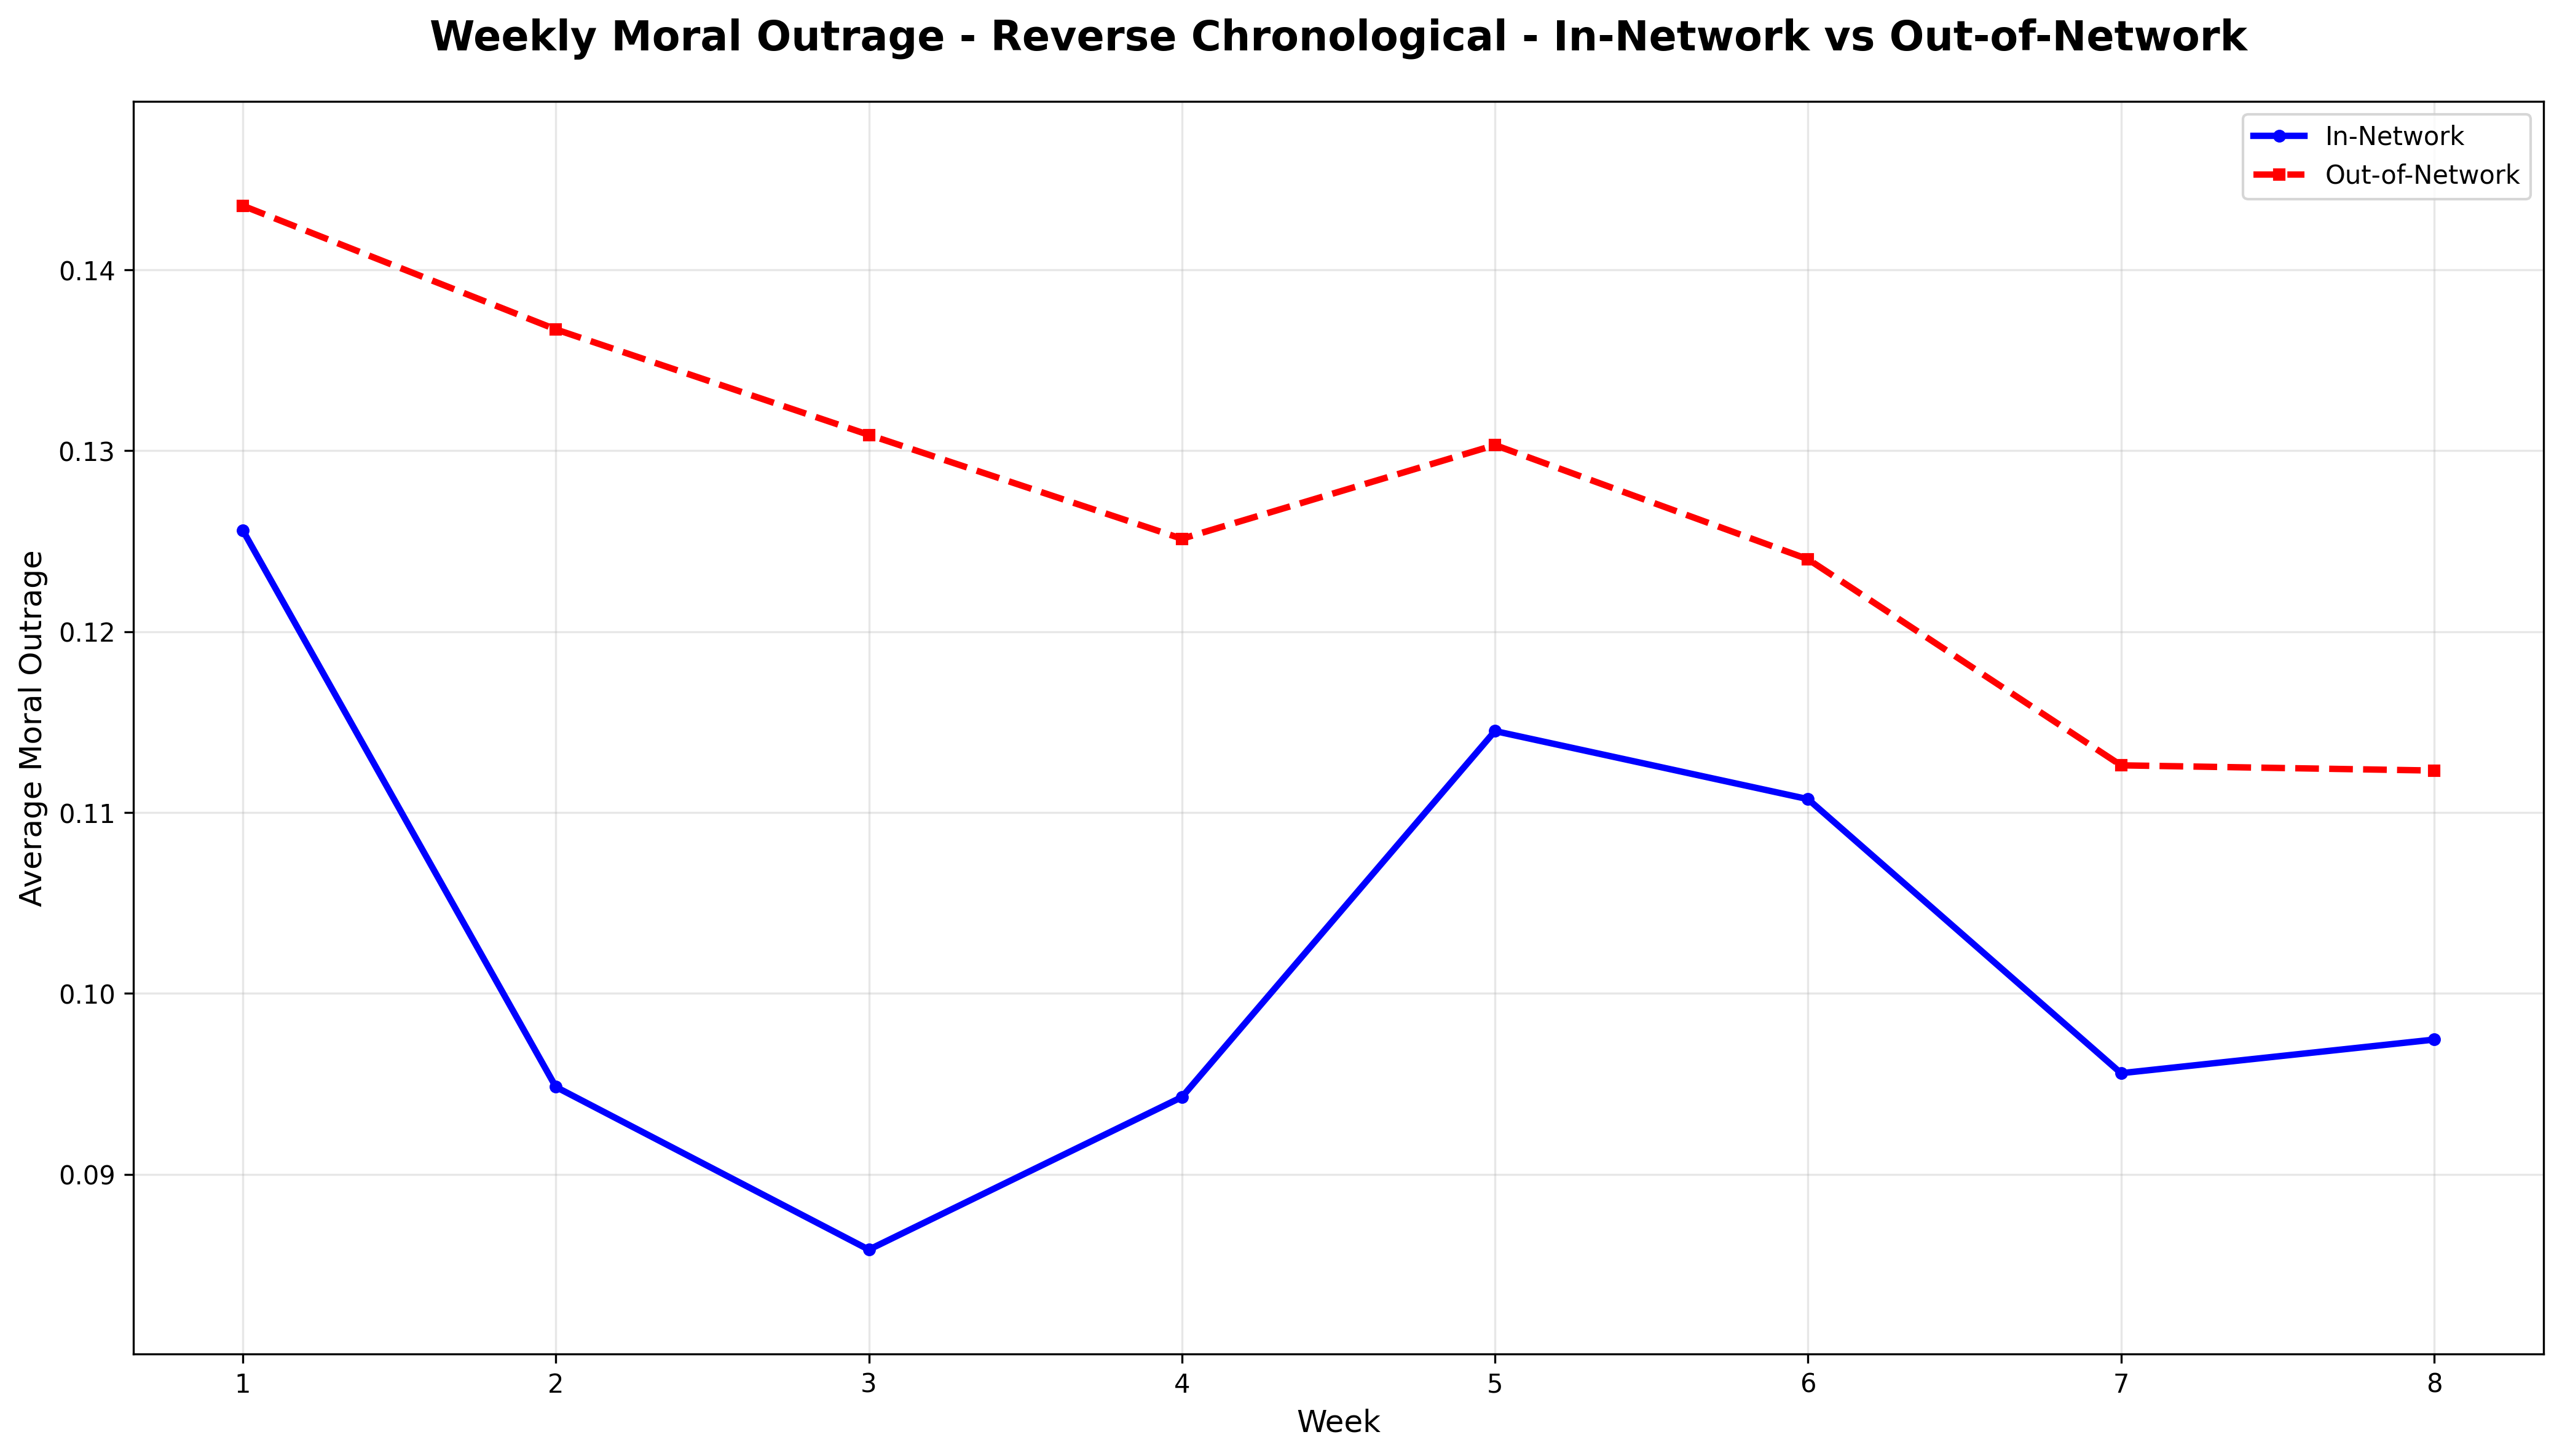 Weekly Moral Outrage - Reverse Chronological - In-Network vs Out-of-Network
In-Network
Out-of-Network
Average Moral Outrage
0.14
0.13
0.12
0.11
0.10
0.09
1 2 3 4 5 6 7 8
Week